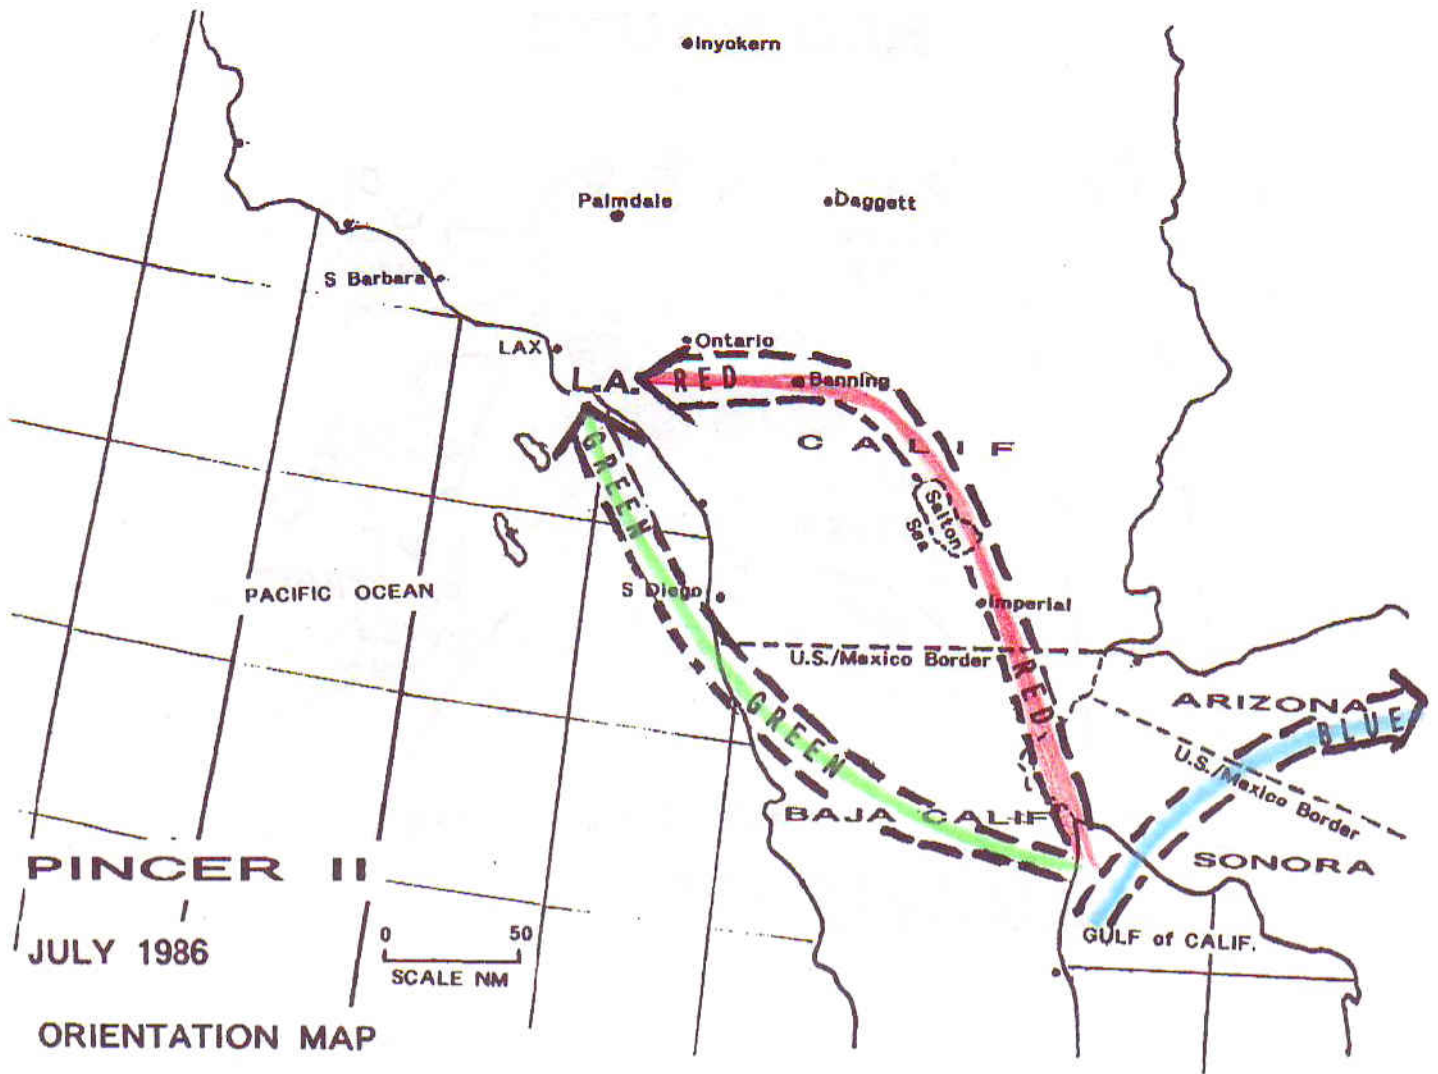 Inyokern
Palmdale
Daggett
S Barbara
LAX
Ontario
L.A.
RED
Banning
CALIF
GREEN
Salton
Sea
PACIFIC OCEAN
S Diego
Imperial
U.S./Mexico Border
RED
ARIZONA
BLUE
GREEN
U.S./Mexico Border
BAJA CALIF
SONORA
PINCER II
GULF of CALIF.
JULY 1986
0 50
SCALE NM
ORIENTATION MAP